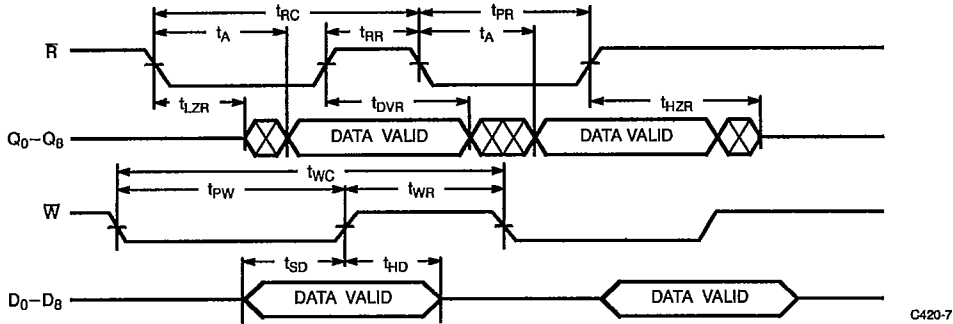 tRC tPR
tA tRR tA
R̅
tLZR tDVR tHZR
Q0–Q8 DATA VALID DATA VALID
tWC
tPW tWR
W̅
tSD tHD
D0–D8 DATA VALID DATA VALID
C420-7